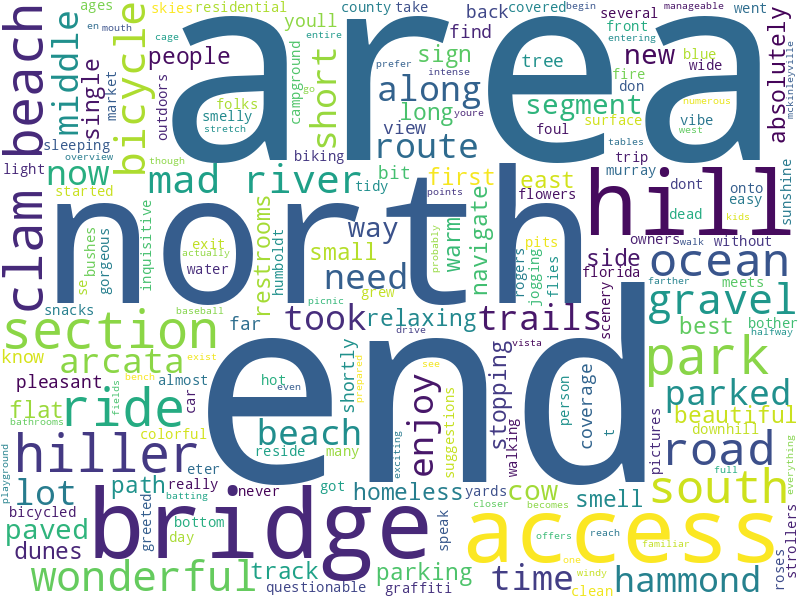 area
north
end
hill
bridge
access
clam beach
bicycle
middle
single
ages
skies
residential
county
take
covered
begin
manageable
en
mouth
cage
short
youll
back
several
went
entire
people
market
outdoors
folks
smelly
campground
stretch
go
though
sign
find
along
prefer
intense
long
segment
route
view
youre
tree
front
fire
don
new
wide
blue
numerous
absolutely
mckinleyville
surface
vibe
west
foul
tables
trip
murray
sunshine
biking
sleeping
overview
light
now
started
mad river
tidy
bit
first
east
flowers
points
dont
onto
easy
dead
kids
owners
walk
without
bushes
gorgeous
inquisitive
exit
actually
water
se
restrooms
humboldt
way
small
need
grew
probably
warm
navigate
rogers
jogging
pits
flies
side
florida
scenery
ocean
meets
farther
snacks
baseball
far
picnic
took
relaxing
drive
trails
vista
gravel
best
bother
halfway
section
know
arcata
exist
pleasant
bench
almost
car
hot
even
shortly
prepared
see
enjoy
stopping
walking
person
coverage
t
suggestions
park
parked
beautiful
downhill
pictures
flat
bathrooms
fields
ride
colorful
beach
reside
many
exciting
road
full
everything
playground
hiller
eter
lot
path
really
batting
never
got
homeless
yards
cow
closer
becomes
smell
south
strollers
roses
bicycled
paved
dunes
greeted
bottom
day
speak
offers
reach
familiar
one
windy
clean
wonderful
track
questionable
parking
graffiti
time
hammond